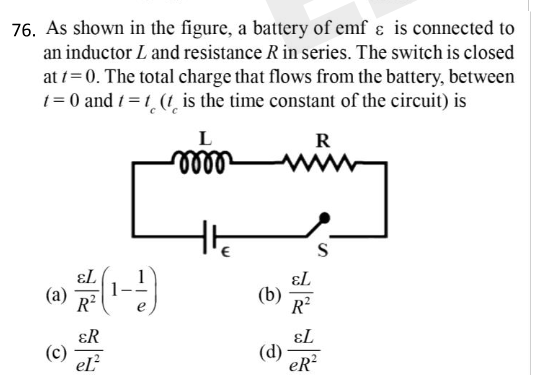 76. As shown in the figure, a battery of emf ε is connected to
an inductor L and resistance R in series. The switch is closed
at t = 0. The total charge that flows from the battery, between
t = 0 and t = t_c (t_c is the time constant of the circuit) is
L R
ϵ S
(a) εL/R² (1 − 1/e) (b) εL/R²
(c) εR/eL² (d) εL/eR²